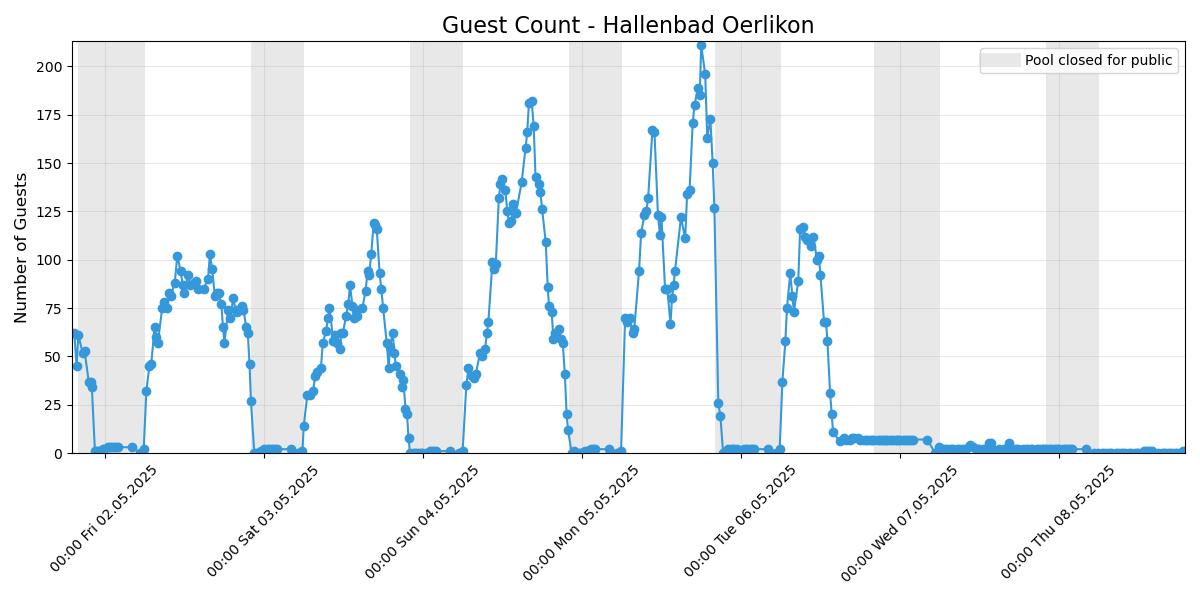 Guest Count - Hallenbad Oerlikon
Pool closed for public
Number of Guests
200
175
150
125
100
75
50
25
0
00:00 Fri 02.05.2025
00:00 Sat 03.05.2025
00:00 Sun 04.05.2025
00:00 Mon 05.05.2025
00:00 Tue 06.05.2025
00:00 Wed 07.05.2025
00:00 Thu 08.05.2025